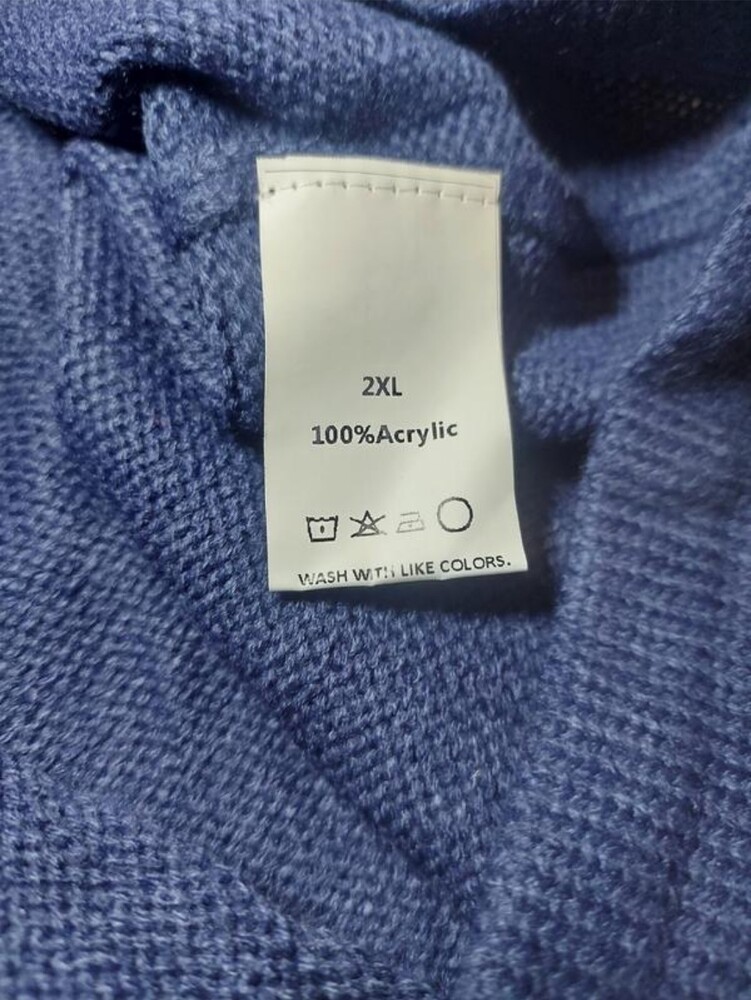 2XL
100%Acrylic
WASH WITH LIKE COLORS.